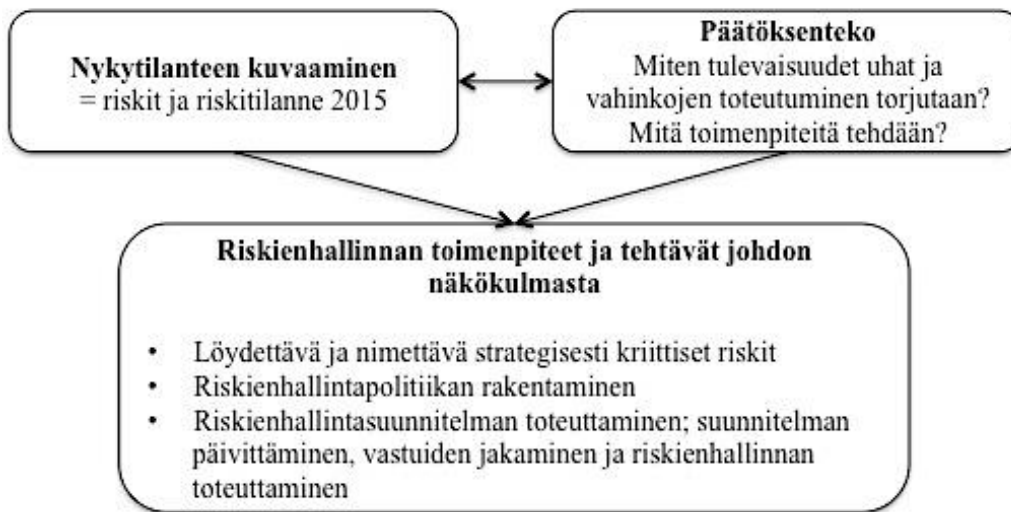 Nykytilanteen kuvaaminen
= riskit ja riskitilanne 2015
Päätöksenteko
Miten tulevaisuudet uhat ja
vahinkojen toteutuminen torjutaan?
Mitä toimenpiteitä tehdään?
Riskienhallinnan toimenpiteet ja tehtävät johdon
näkökulmasta
• Löydettävä ja nimettävä strategisesti kriittiset riskit
• Riskienhallintapolitiikan rakentaminen
• Riskienhallintasuunnitelman toteuttaminen; suunnitelman
päivittäminen, vastuiden jakaminen ja riskienhallinnan
toteuttaminen